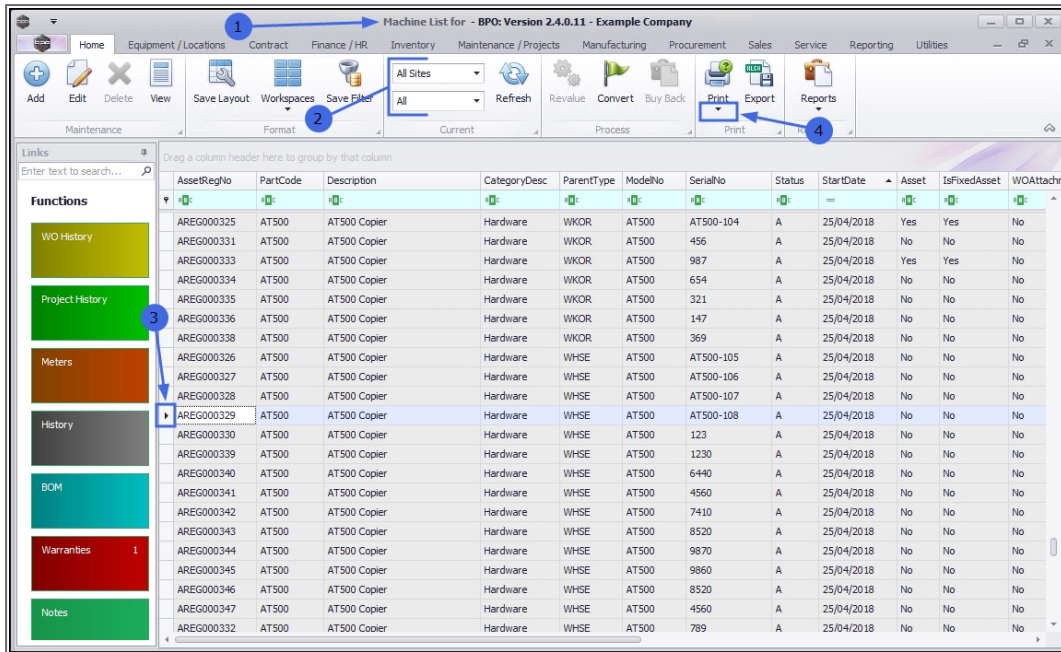 Machine List for - BPO: Version 2.4.0.11 - Example Company
1
BPO
Home Equipment / Locations Contract Finance / HR Inventory Maintenance / Projects Manufacturing Procurement Sales Service Reporting Utilities
All Sites
All
Add Edit Delete View Save Layout Workspaces Save Filter Refresh Revalue Convert Buy Back Print Export Reports
2
4
Maintenance Format Current Process Print
Links
Drag a column header here to group by that column
Enter text to search...
AssetRegNo PartCode Description CategoryDesc ParentType ModelNo SerialNo Status StartDate Asset IsFixedAsset WOAttachm
Functions
WO History
Project History
3
Meters
History
BOM
Warranties 1
Notes
AREG000325 AT500 AT500 Copier Hardware WKOR AT500 AT500-104 A 25/04/2018 Yes Yes No
AREG000331 AT500 AT500 Copier Hardware WKOR AT500 456 A 25/04/2018 No No No
AREG000333 AT500 AT500 Copier Hardware WKOR AT500 987 A 25/04/2018 Yes Yes No
AREG000334 AT500 AT500 Copier Hardware WKOR AT500 654 A 25/04/2018 No No No
AREG000335 AT500 AT500 Copier Hardware WKOR AT500 321 A 25/04/2018 No No No
AREG000336 AT500 AT500 Copier Hardware WKOR AT500 147 A 25/04/2018 No No No
AREG000338 AT500 AT500 Copier Hardware WKOR AT500 369 A 25/04/2018 No No No
AREG000326 AT500 AT500 Copier Hardware WHSE AT500 AT500-105 A 25/04/2018 No No No
AREG000327 AT500 AT500 Copier Hardware WHSE AT500 AT500-106 A 25/04/2018 No No No
AREG000328 AT500 AT500 Copier Hardware WHSE AT500 AT500-107 A 25/04/2018 No No No
AREG000329 AT500 AT500 Copier Hardware WHSE AT500 AT500-108 A 25/04/2018 No No No
AREG000330 AT500 AT500 Copier Hardware WHSE AT500 123 A 25/04/2018 No No No
AREG000339 AT500 AT500 Copier Hardware WHSE AT500 1230 A 25/04/2018 No No No
AREG000340 AT500 AT500 Copier Hardware WHSE AT500 6440 A 25/04/2018 No No No
AREG000341 AT500 AT500 Copier Hardware WHSE AT500 4560 A 25/04/2018 No No No
AREG000342 AT500 AT500 Copier Hardware WHSE AT500 7410 A 25/04/2018 No No No
AREG000343 AT500 AT500 Copier Hardware WHSE AT500 8520 A 25/04/2018 No No No
AREG000344 AT500 AT500 Copier Hardware WHSE AT500 9870 A 25/04/2018 No No No
AREG000345 AT500 AT500 Copier Hardware WHSE AT500 9860 A 25/04/2018 No No No
AREG000346 AT500 AT500 Copier Hardware WHSE AT500 8520 A 25/04/2018 No No No
AREG000347 AT500 AT500 Copier Hardware WHSE AT500 4560 A 25/04/2018 No No No
AREG000332 AT500 AT500 Copier Hardware WHSE AT500 789 A 25/04/2018 No No No